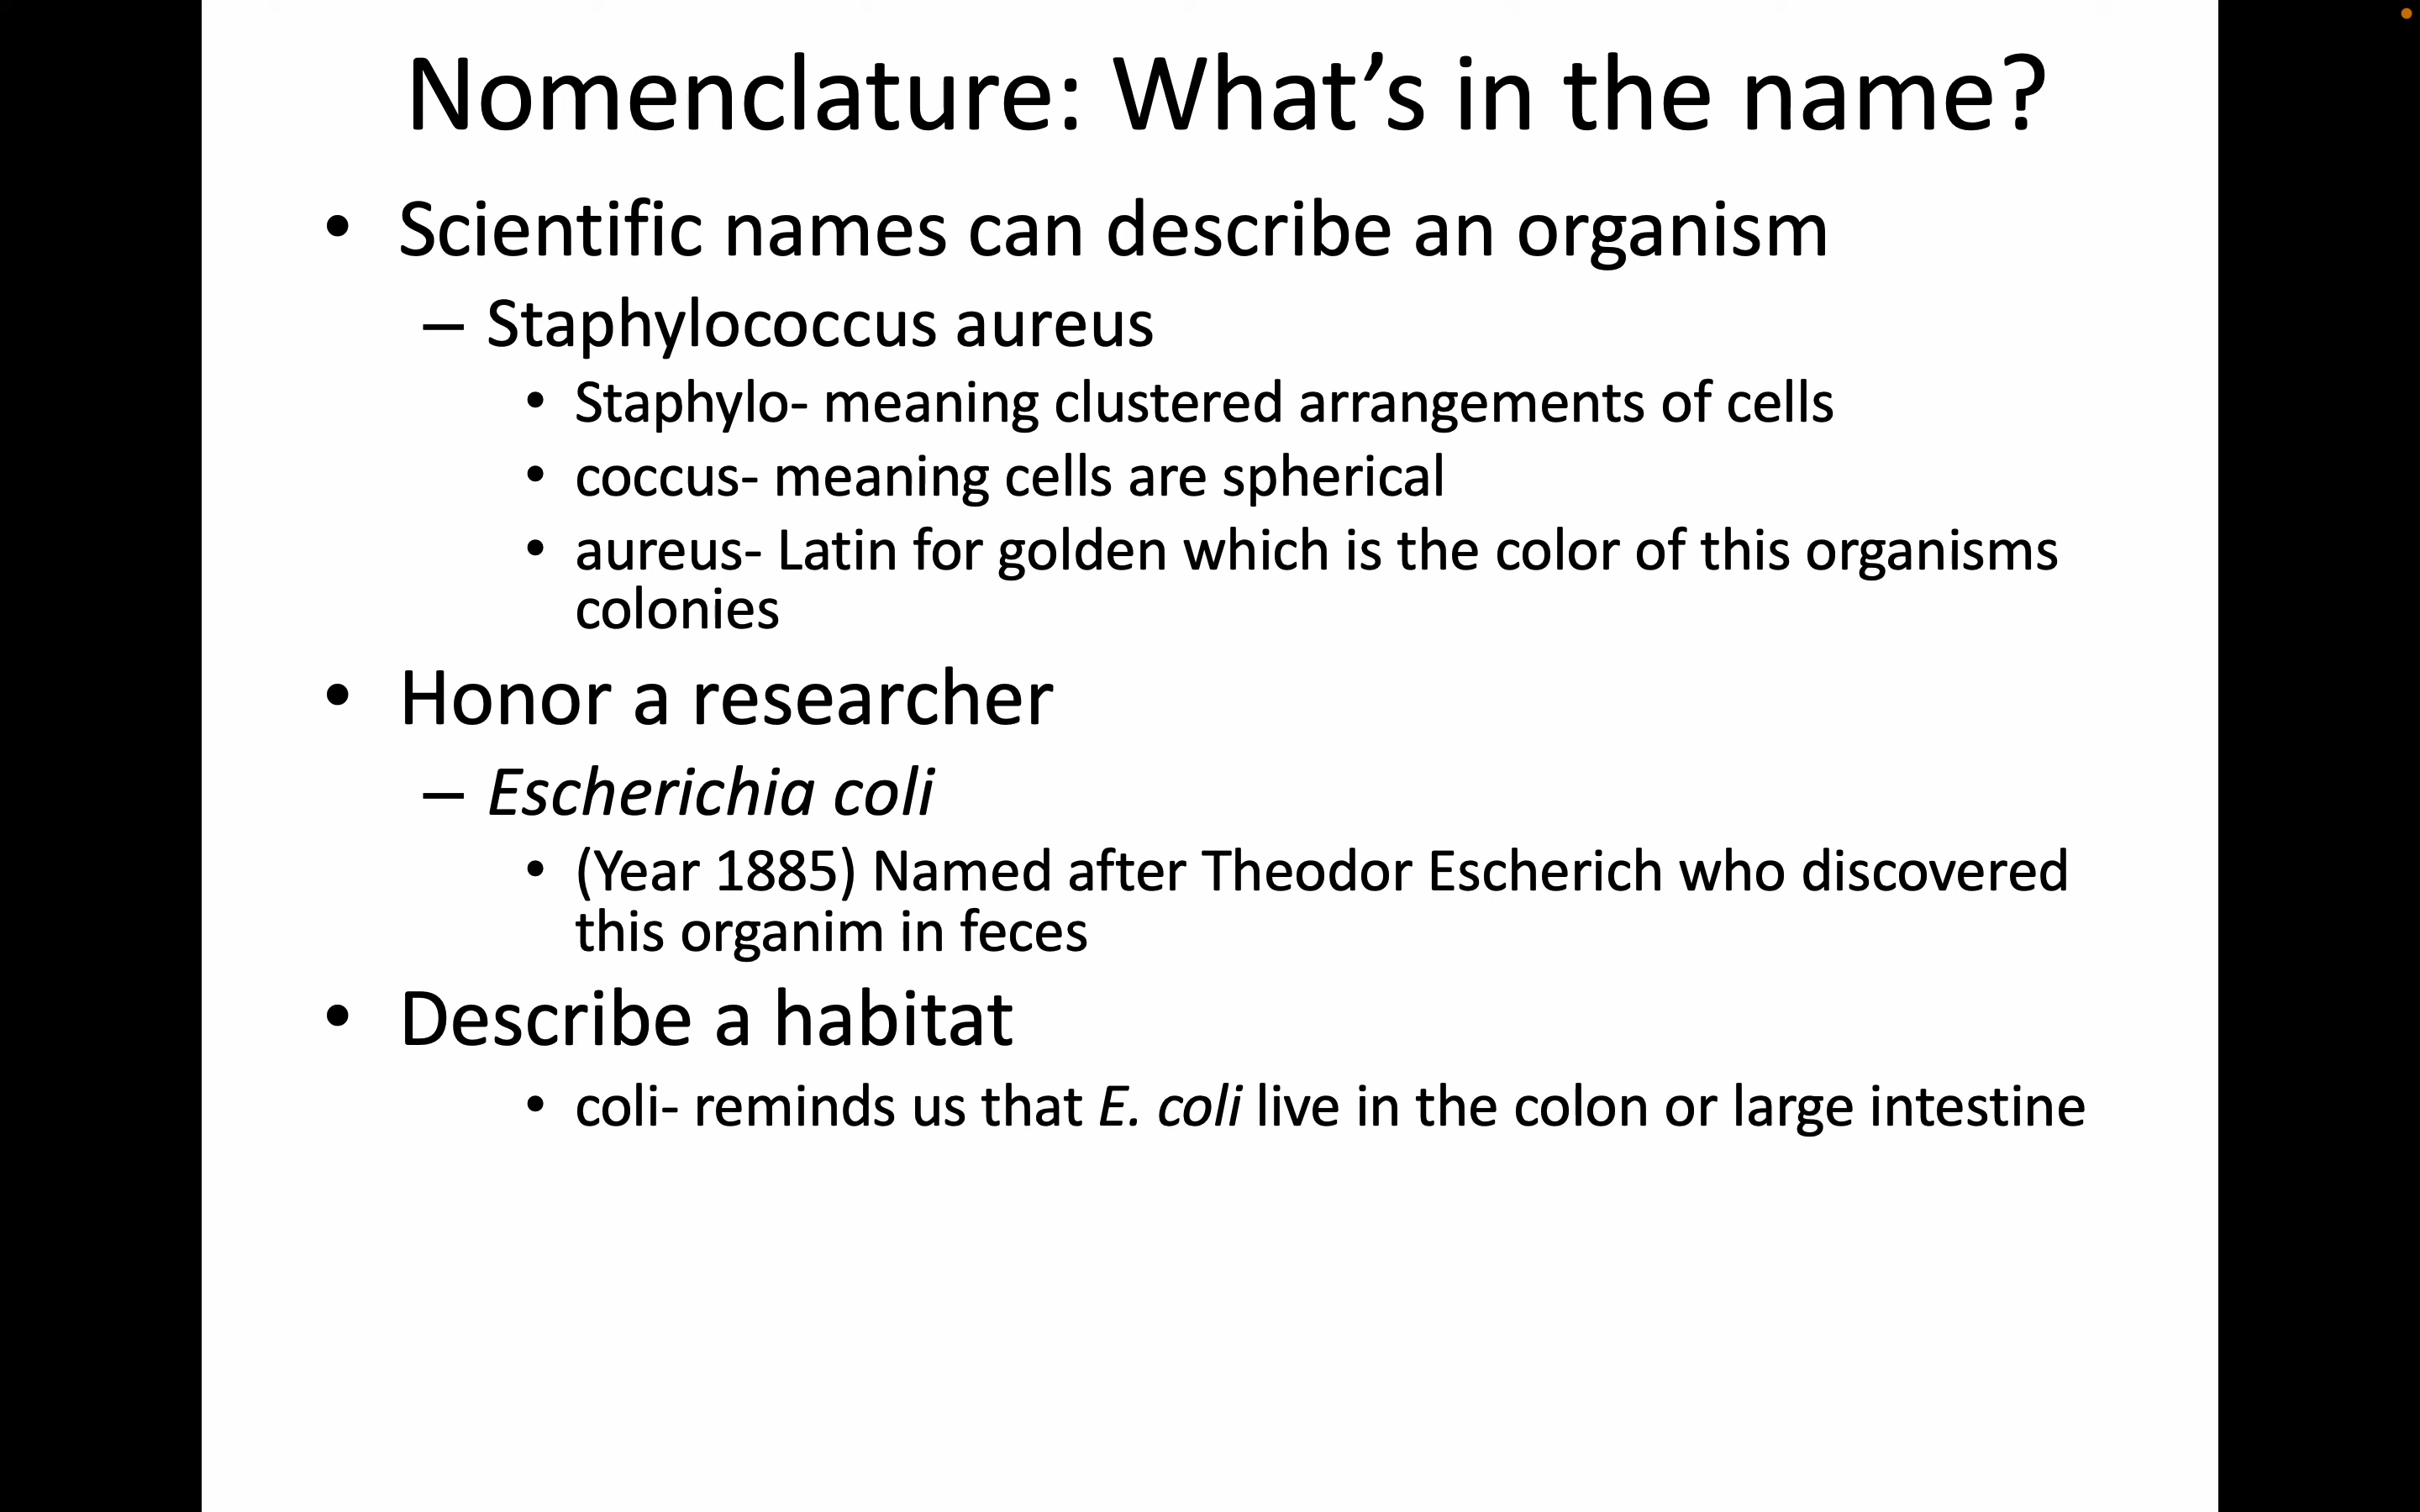 Nomenclature: What’s in the name?
• Scientific names can describe an organism
– Staphylococcus aureus
• Staphylo- meaning clustered arrangements of cells
• coccus- meaning cells are spherical
• aureus- Latin for golden which is the color of this organisms
colonies
• Honor a researcher
– Escherichia coli
• (Year 1885) Named after Theodor Escherich who discovered
this organim in feces
• Describe a habitat
• coli- reminds us that E. coli live in the colon or large intestine